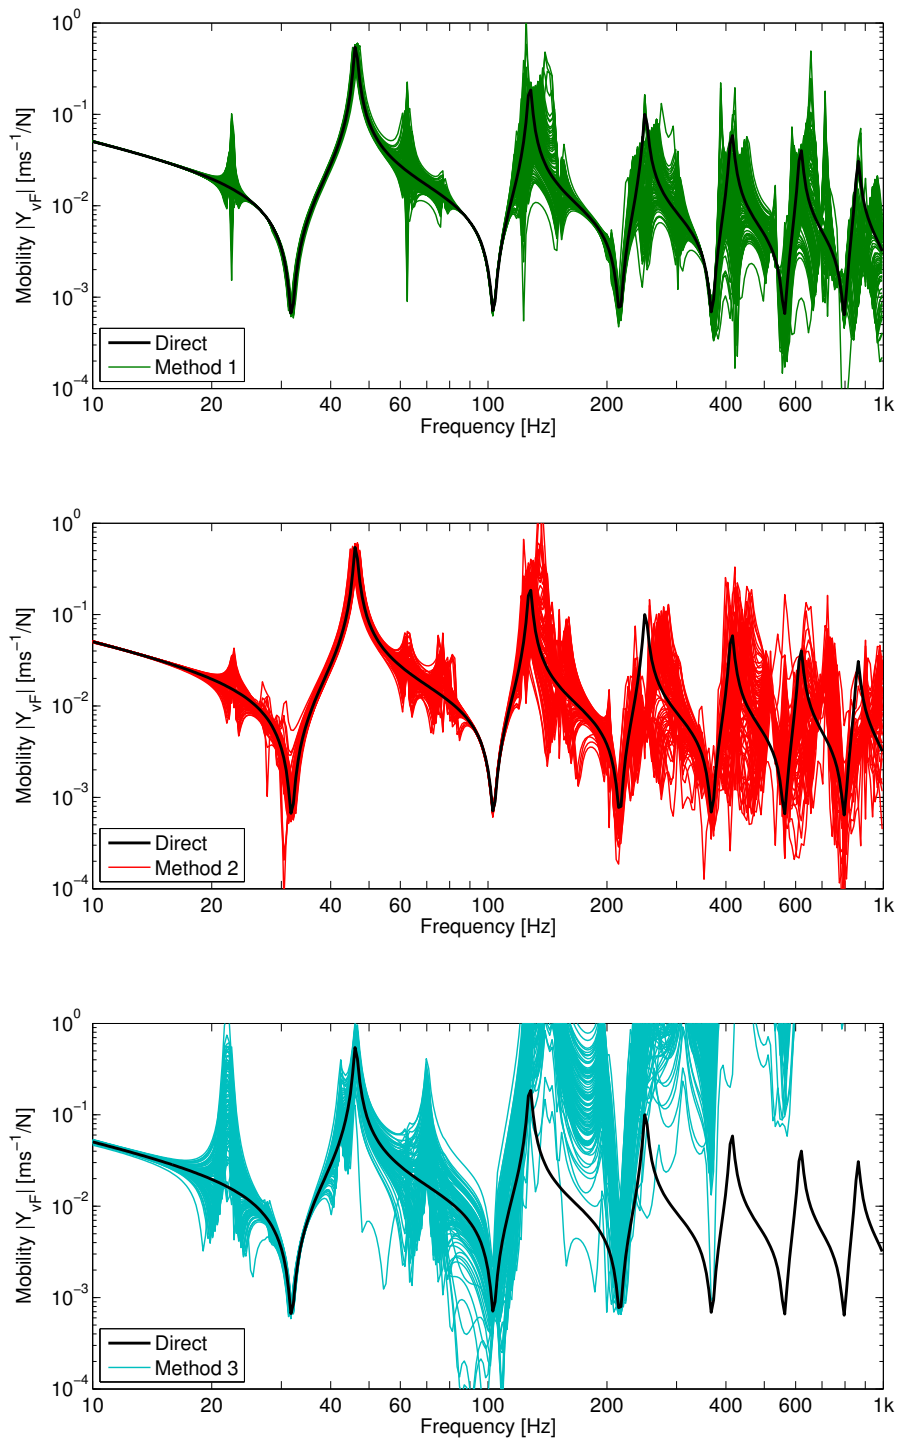 10^0
10^-1
10^-2
10^-3
10^-4
Mobility |Y_vF| [ms^-1/N]
Direct
Method 1
10 20 40 60 100 200 400 600 1k
Frequency [Hz]
10^0
10^-1
10^-2
10^-3
10^-4
Mobility |Y_vF| [ms^-1/N]
Direct
Method 2
10 20 40 60 100 200 400 600 1k
Frequency [Hz]
10^0
10^-1
10^-2
10^-3
10^-4
Mobility |Y_vF| [ms^-1/N]
Direct
Method 3
10 20 40 60 100 200 400 600 1k
Frequency [Hz]